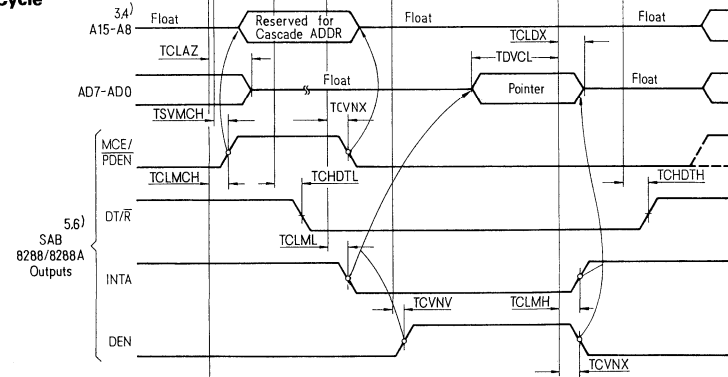 Cycle
3,4)
A15-A8
Float
Reserved for
Cascade ADDR
Float
TCLDX
Float
TCLAZ
TDVCL
AD7-AD0
Float
Pointer
Float
TSVMCH
TCVNX
MCE/
PDEN
TCLMCH
TCHDTL
TCHDTH
5,6)
SAB
8288/8288A
Outputs
DT/R
TCLML
INTA
TCVNV
TCLMH
DEN
TCVNX